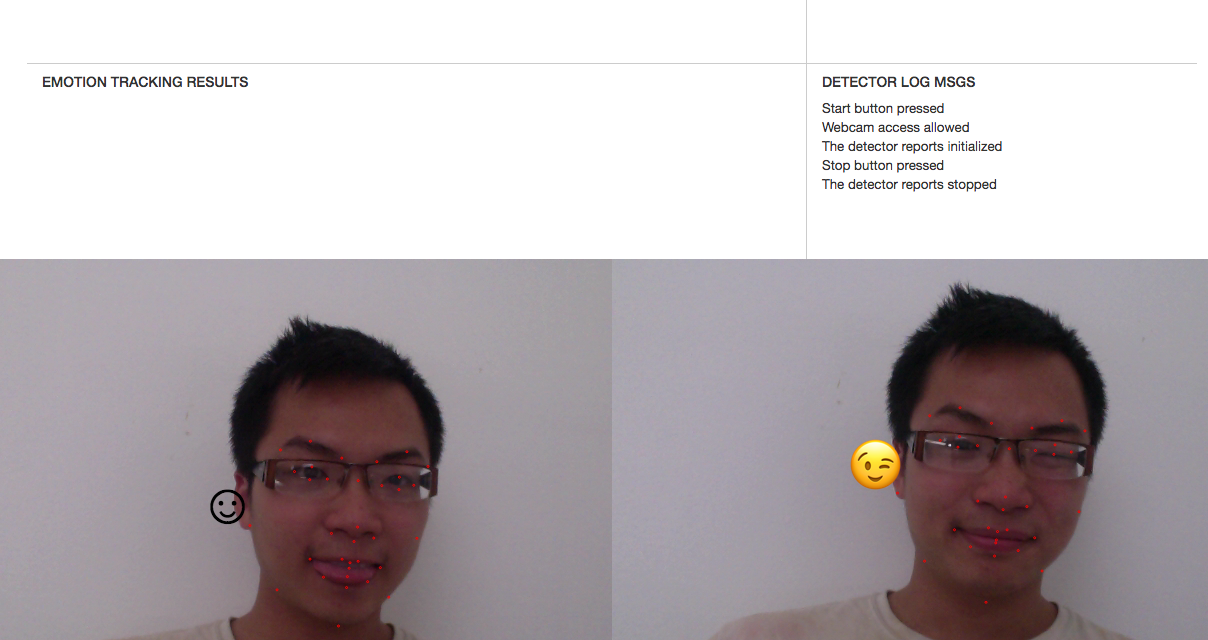 EMOTION TRACKING RESULTS
DETECTOR LOG MSGS
Start button pressed
Webcam access allowed
The detector reports initialized
Stop button pressed
The detector reports stopped